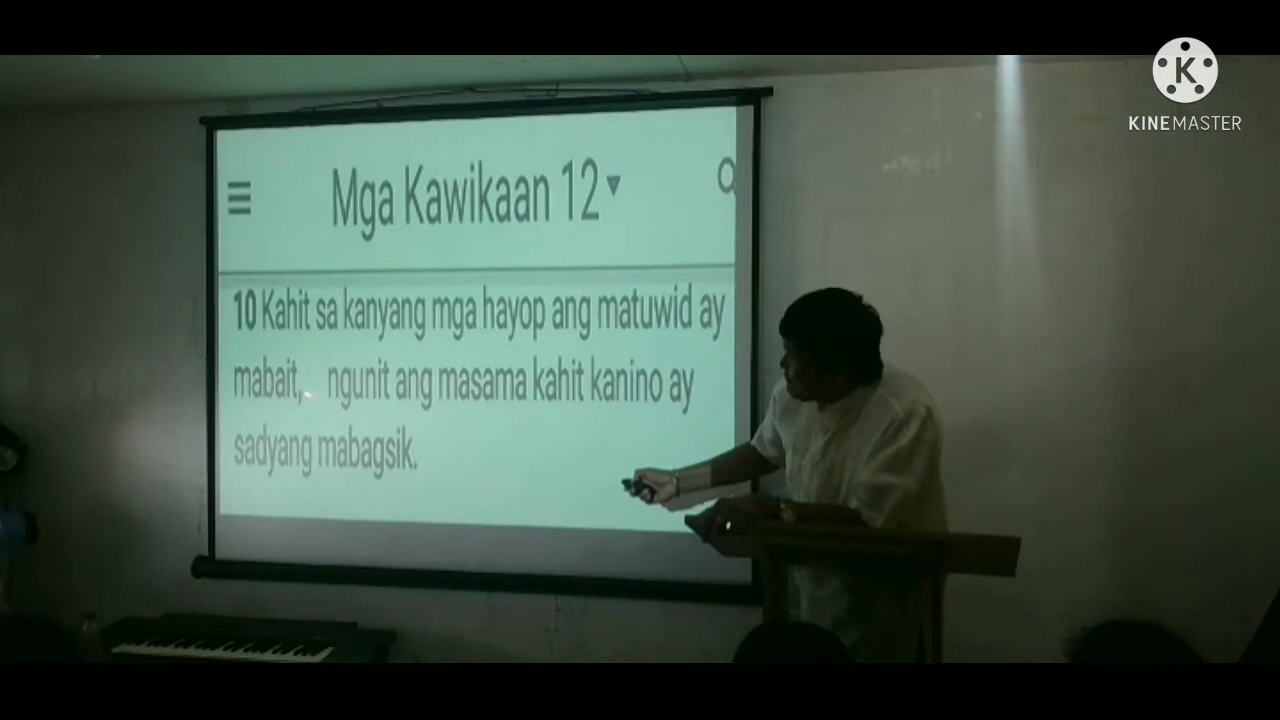 Mga Kawikaan 12
10 Kahit sa kanyang mga hayop ang matuwid ay
mabait, ngunit ang masama kahit kanino ay
sadyang mabagsik.
K
KINEMASTER